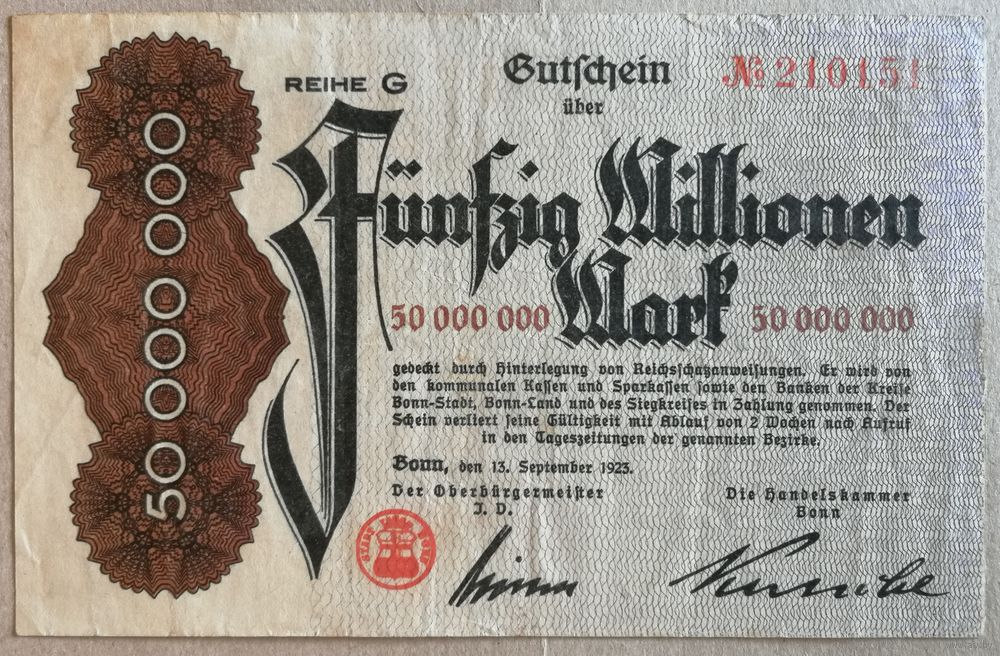 REIHE G
Gutschein
№ 210151
über
Fünfzig Millionen
Mark
50 000 000
50 000 000
50 000 000
gedeckt durch Hinterlegung von Reichsschatzanweisungen. Er wird von
den kommunalen Kassen und Sparkassen sowie den Banken der Kreise
Bonn-Stadt, Bonn-Land und des Siegkreises in Zahlung genommen. Der
Schein verliert seine Gültigkeit mit Ablauf von 2 Wochen nach Aufruf
in den Tageszeitungen der genannten Bezirke.
Bonn, den 13. September 1923.
Der Oberbürgermeister
J. V.
Die Handelskammer
Bonn